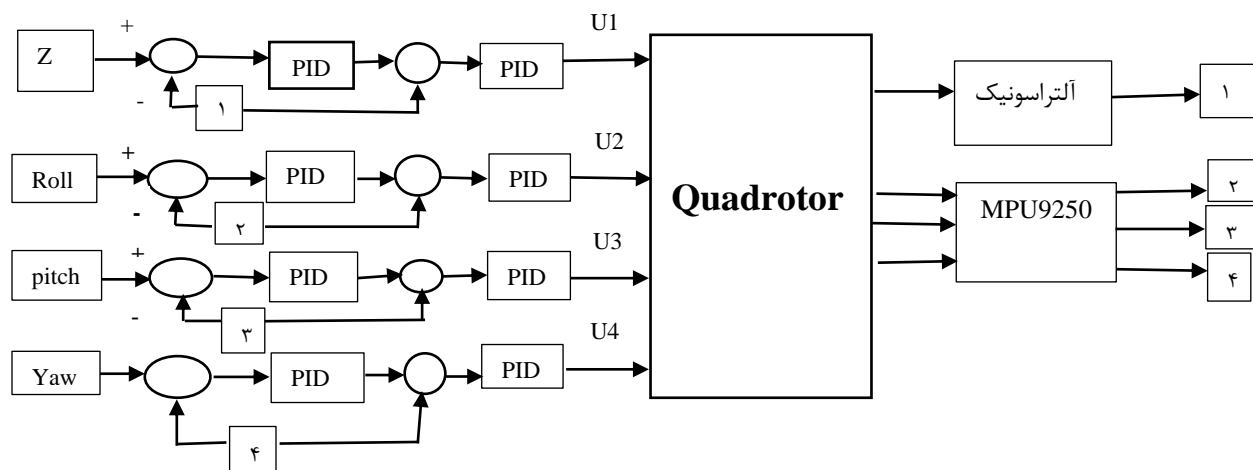 Z
+
-
PID
PID
U1
۱
Roll
+
-
PID
PID
U2
۲
pitch
+
-
PID
PID
U3
۳
Yaw
PID
PID
U4
۴
Quadrotor
آلتراسونیک
۱
MPU9250
۲
۳
۴